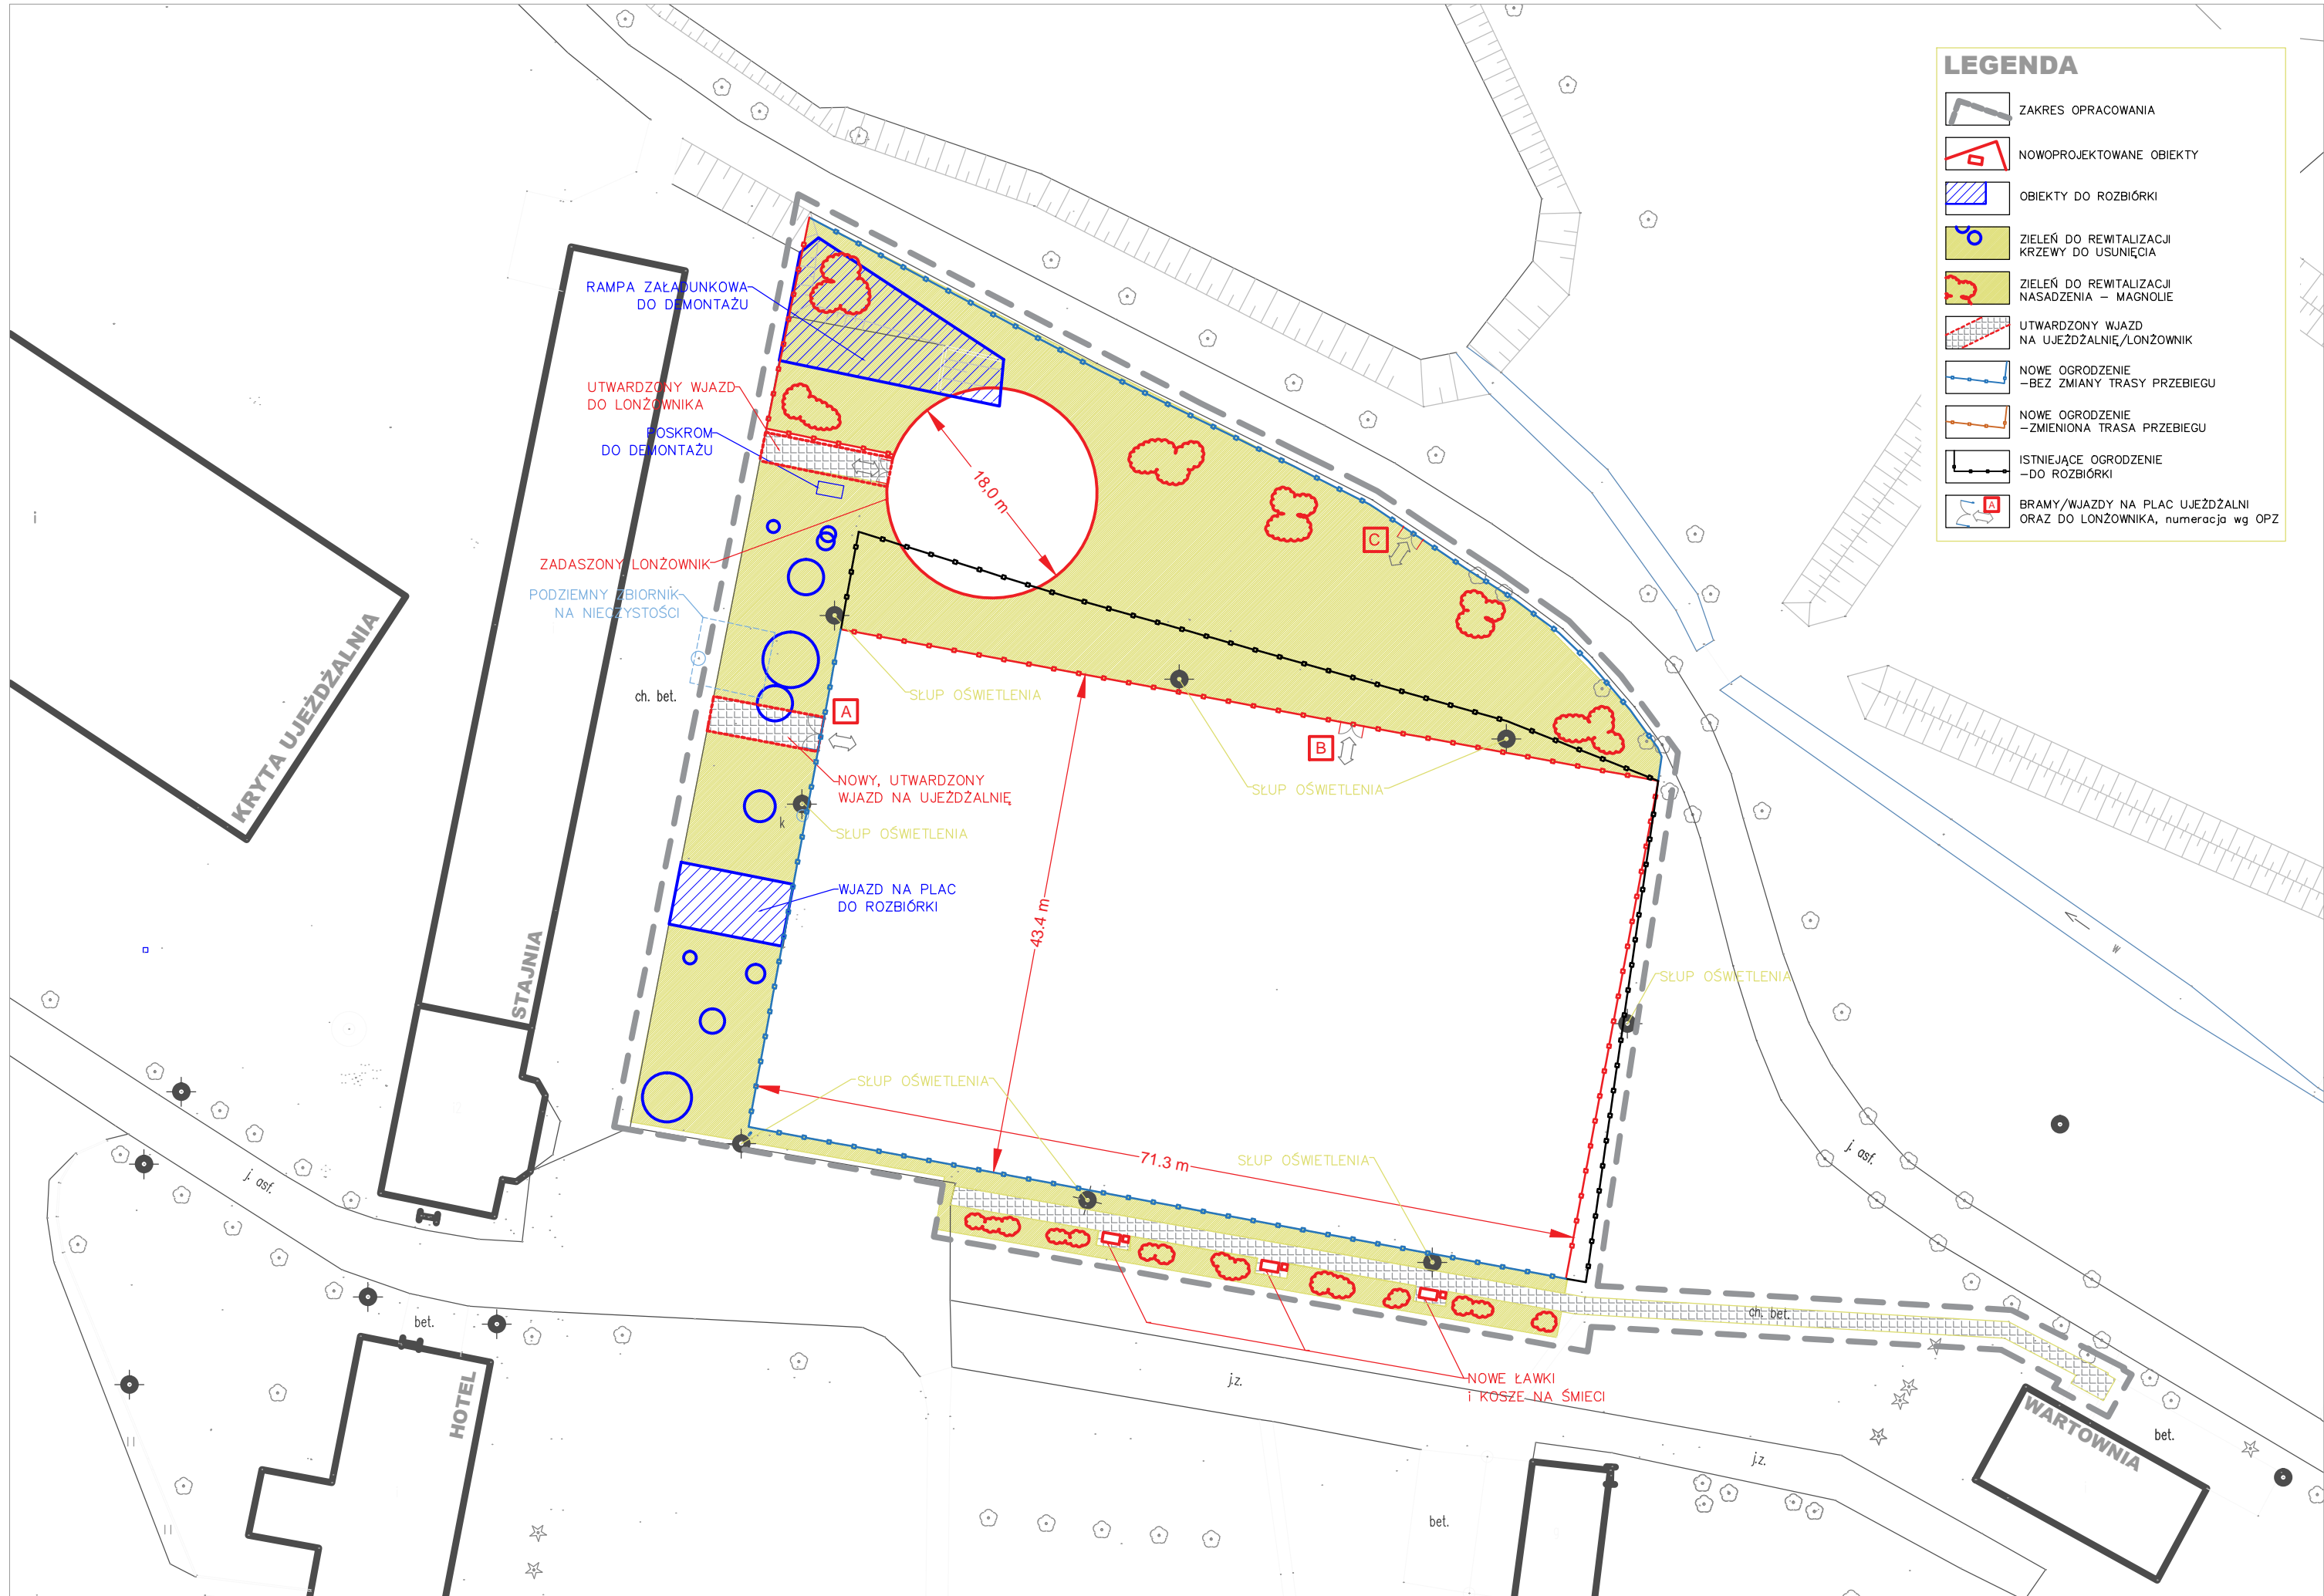 LEGENDA
ZAKRES OPRACOWANIA
NOWOPROJEKTOWANE OBIEKTY
OBIEKTY DO ROZBIÓRKI
ZIELEŃ DO REWITALIZACJI
KRZEWY DO USUNIĘCIA
ZIELEŃ DO REWITALIZACJI
NASADZENIA – MAGNOLIE
UTWARDZONY WJAZD
NA UJEŻDŻALNIĘ/LONŻOWNIK
NOWE OGRODZENIE
–BEZ ZMIANY TRASY PRZEBIEGU
NOWE OGRODZENIE
–ZMIENIONA TRASA PRZEBIEGU
ISTNIEJĄCE OGRODZENIE
–DO ROZBIÓRKI
A
BRAMY/WJAZDY NA PLAC UJEŻDŻALNI
ORAZ DO LONŻOWNIKA, numeracja wg OPZ
RAMPA ZAŁADUNKOWA
DO DEMONTAŻU
UTWARDZONY WJAZD
DO LONŻOWNIKA
POSKROM
DO DEMONTAŻU
18,0 m
ZADASZONY LONŻOWNIK
PODZIEMNY ZBIORNIK
NA NIECZYSTOŚCI
C
KRYTA UJEŻDŻALNIA
ch. bet.
SŁUP OŚWIETLENIA
A
B
NOWY, UTWARDZONY
WJAZD NA UJEŻDŻALNIĘ
SŁUP OŚWIETLENIA
k
SŁUP OŚWIETLENIA
WJAZD NA PLAC
DO ROZBIÓRKI
43.4 m
STAJNIA
SŁUP OŚWIETLENIA
w
SŁUP OŚWIETLENIA
71.3 m
SŁUP OŚWIETLENIA
j. asf.
j. asf.
ch. bet.
bet.
HOTEL
j.z.
NOWE ŁAWKI
i KOSZE NA ŚMIECI
WARTOWNIA
bet.
j.z.
bet.